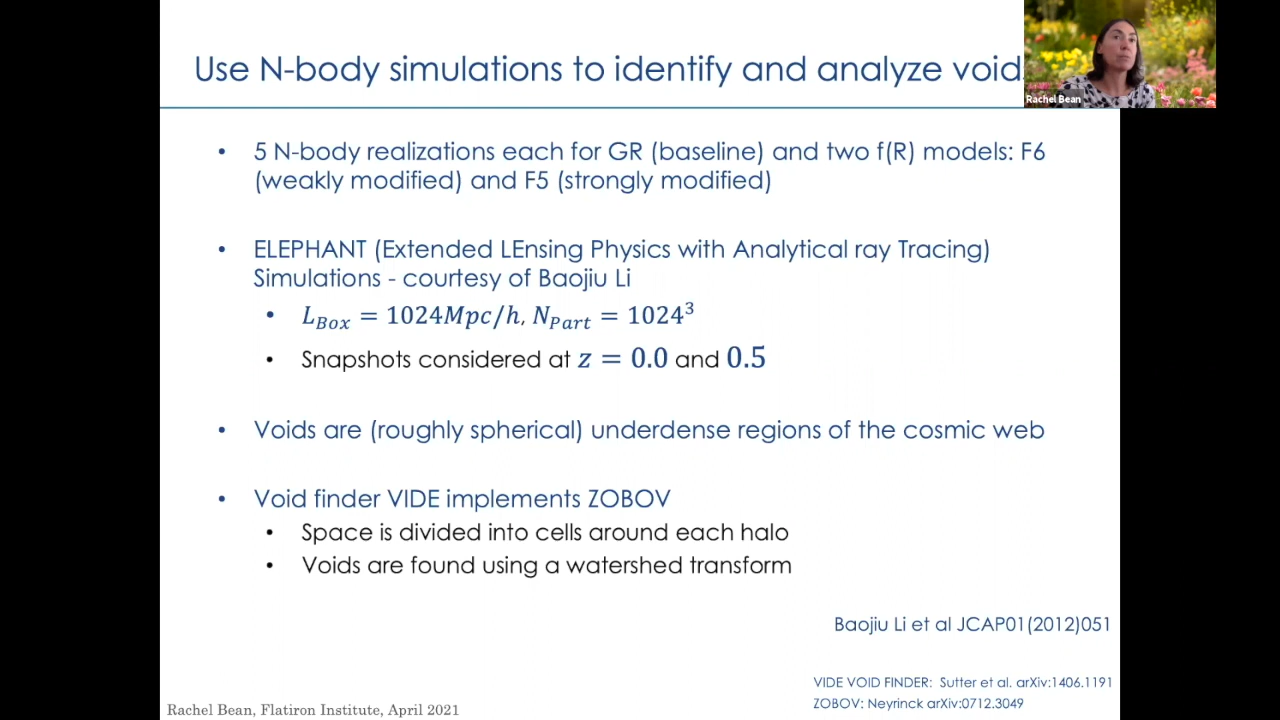 Use N-body simulations to identify and analyze void
Rachel Bean
• 5 N-body realizations each for GR (baseline) and two f(R) models: F6
(weakly modified) and F5 (strongly modified)
• ELEPHANT (Extended LEnsing Physics with Analytical ray Tracing)
Simulations - courtesy of Baojiu Li
• L_Box = 1024Mpc/h, N_Part = 1024³
• Snapshots considered at z = 0.0 and 0.5
• Voids are (roughly spherical) underdense regions of the cosmic web
• Void finder VIDE implements ZOBOV
• Space is divided into cells around each halo
• Voids are found using a watershed transform
Baojiu Li et al JCAP01(2012)051
VIDE VOID FINDER: Sutter et al. arXiv:1406.1191
ZOBOV: Neyrinck arXiv:0712.3049
Rachel Bean, Flatiron Institute, April 2021